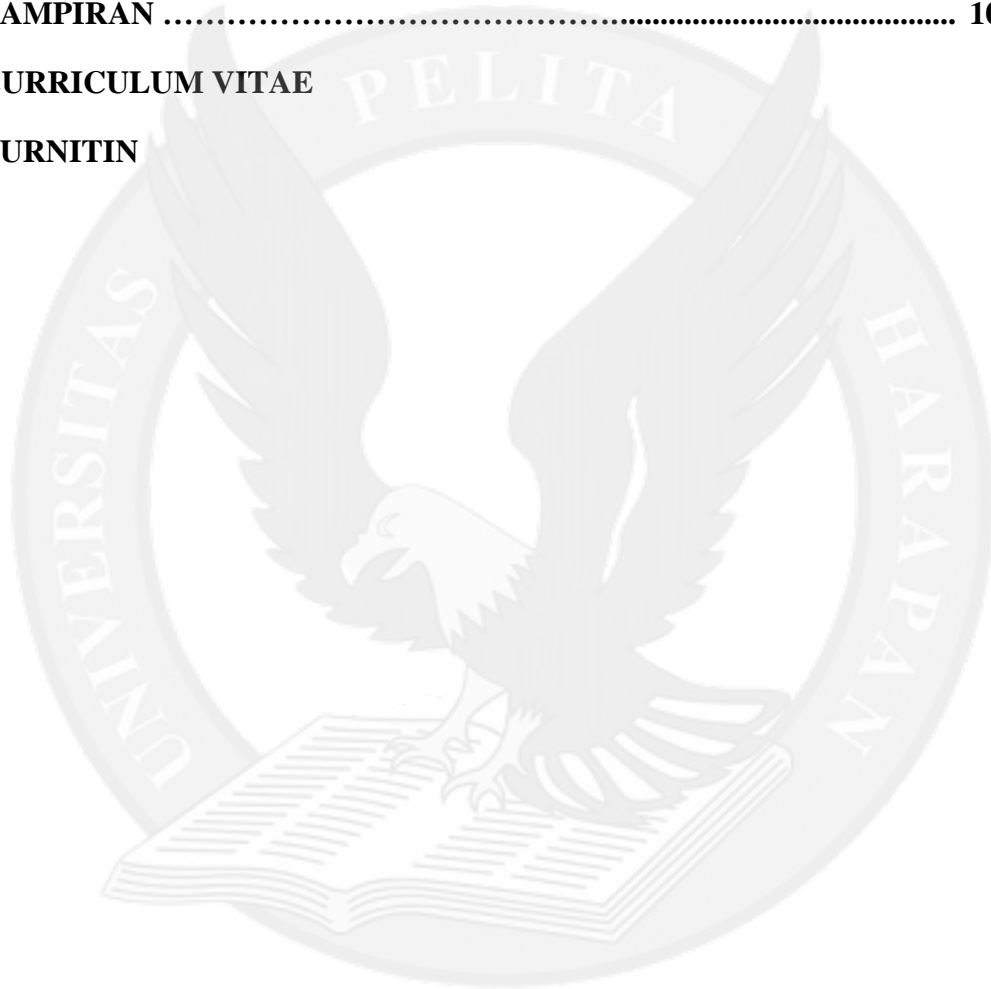 AMPIRAN ………………………………………….......................................... 10
URRICULUM VITAE
URNITIN
UNIVERSITAS PELITA HARAPAN